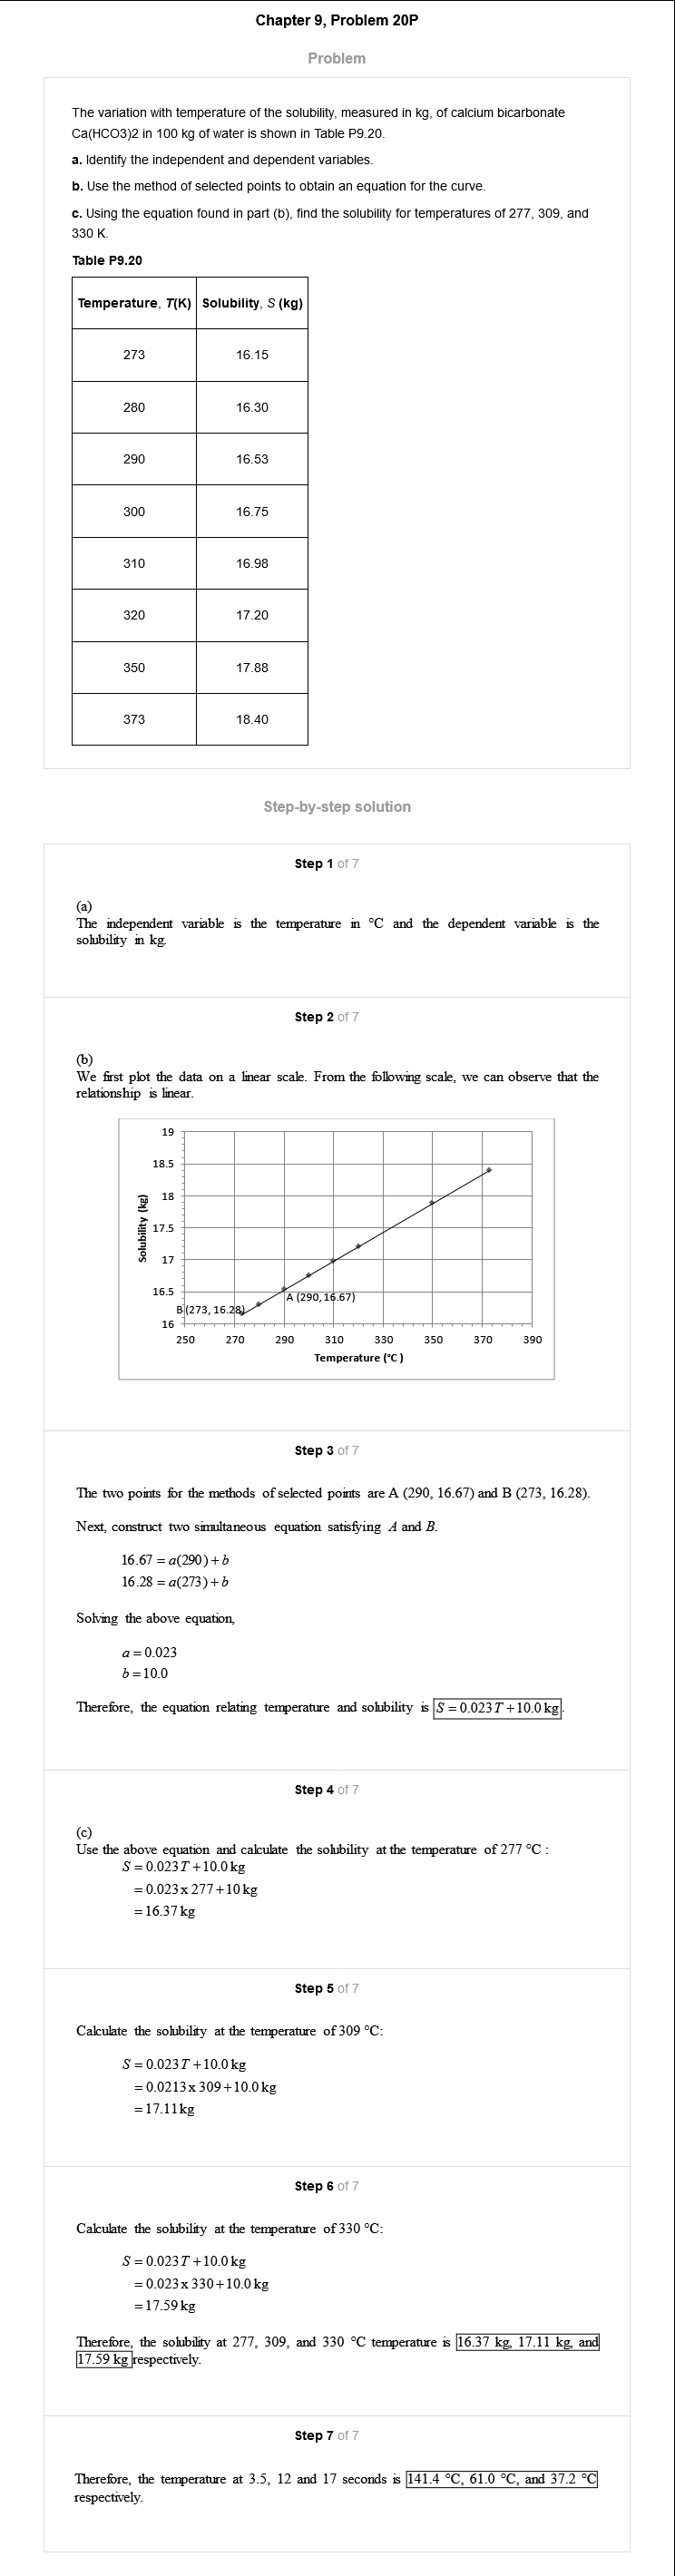 Chapter 9, Problem 20P
Problem
The variation with temperature of the solubility, measured in kg, of calcium bicarbonate
Ca(HCO3)2 in 100 kg of water is shown in Table P9.20.
a. Identify the independent and dependent variables.
b. Use the method of selected points to obtain an equation for the curve.
c. Using the equation found in part (b), find the solubility for temperatures of 277, 309, and
330 K.
Table P9.20
Temperature, T(K) Solubility, S (kg)
273 16.15
280 16.30
290 16.53
300 16.75
310 16.98
320 17.20
350 17.88
373 18.40
Step-by-step solution
Step 1 of 7
(a)
The independent variable is the temperature in °C and the dependent variable is the
solubility in kg.
Step 2 of 7
(b)
We first plot the data on a linear scale. From the following scale, we can observe that the
relationship is linear.
19
18.5
18
17.5
17
16.5
16
Solubility (kg)
A (290, 16.67)
B (273, 16.28)
250 270 290 310 330 350 370 390
Temperature (°C )
Step 3 of 7
The two points for the methods of selected points are A (290, 16.67) and B (273, 16.28).
Next, construct two simultaneous equation satisfying A and B.
16.67 = a(290) + b
16.28 = a(273) + b
Solving the above equation,
a = 0.023
b = 10.0
Therefore, the equation relating temperature and solubility is S = 0.023T + 10.0 kg.
Step 4 of 7
(c)
Use the above equation and calculate the solubility at the temperature of 277 °C :
S = 0.023T + 10.0 kg
= 0.023 x 277 + 10 kg
= 16.37 kg
Step 5 of 7
Calculate the solubility at the temperature of 309 °C:
S = 0.023T + 10.0 kg
= 0.0213 x 309 + 10.0 kg
= 17.11 kg
Step 6 of 7
Calculate the solubility at the temperature of 330 °C:
S = 0.023T + 10.0 kg
= 0.023 x 330 + 10.0 kg
= 17.59 kg
Therefore, the solubility at 277, 309, and 330 °C temperature is 16.37 kg, 17.11 kg, and
17.59 kg respectively.
Step 7 of 7
Therefore, the temperature at 3.5, 12 and 17 seconds is 141.4 °C, 61.0 °C, and 37.2 °C
respectively.